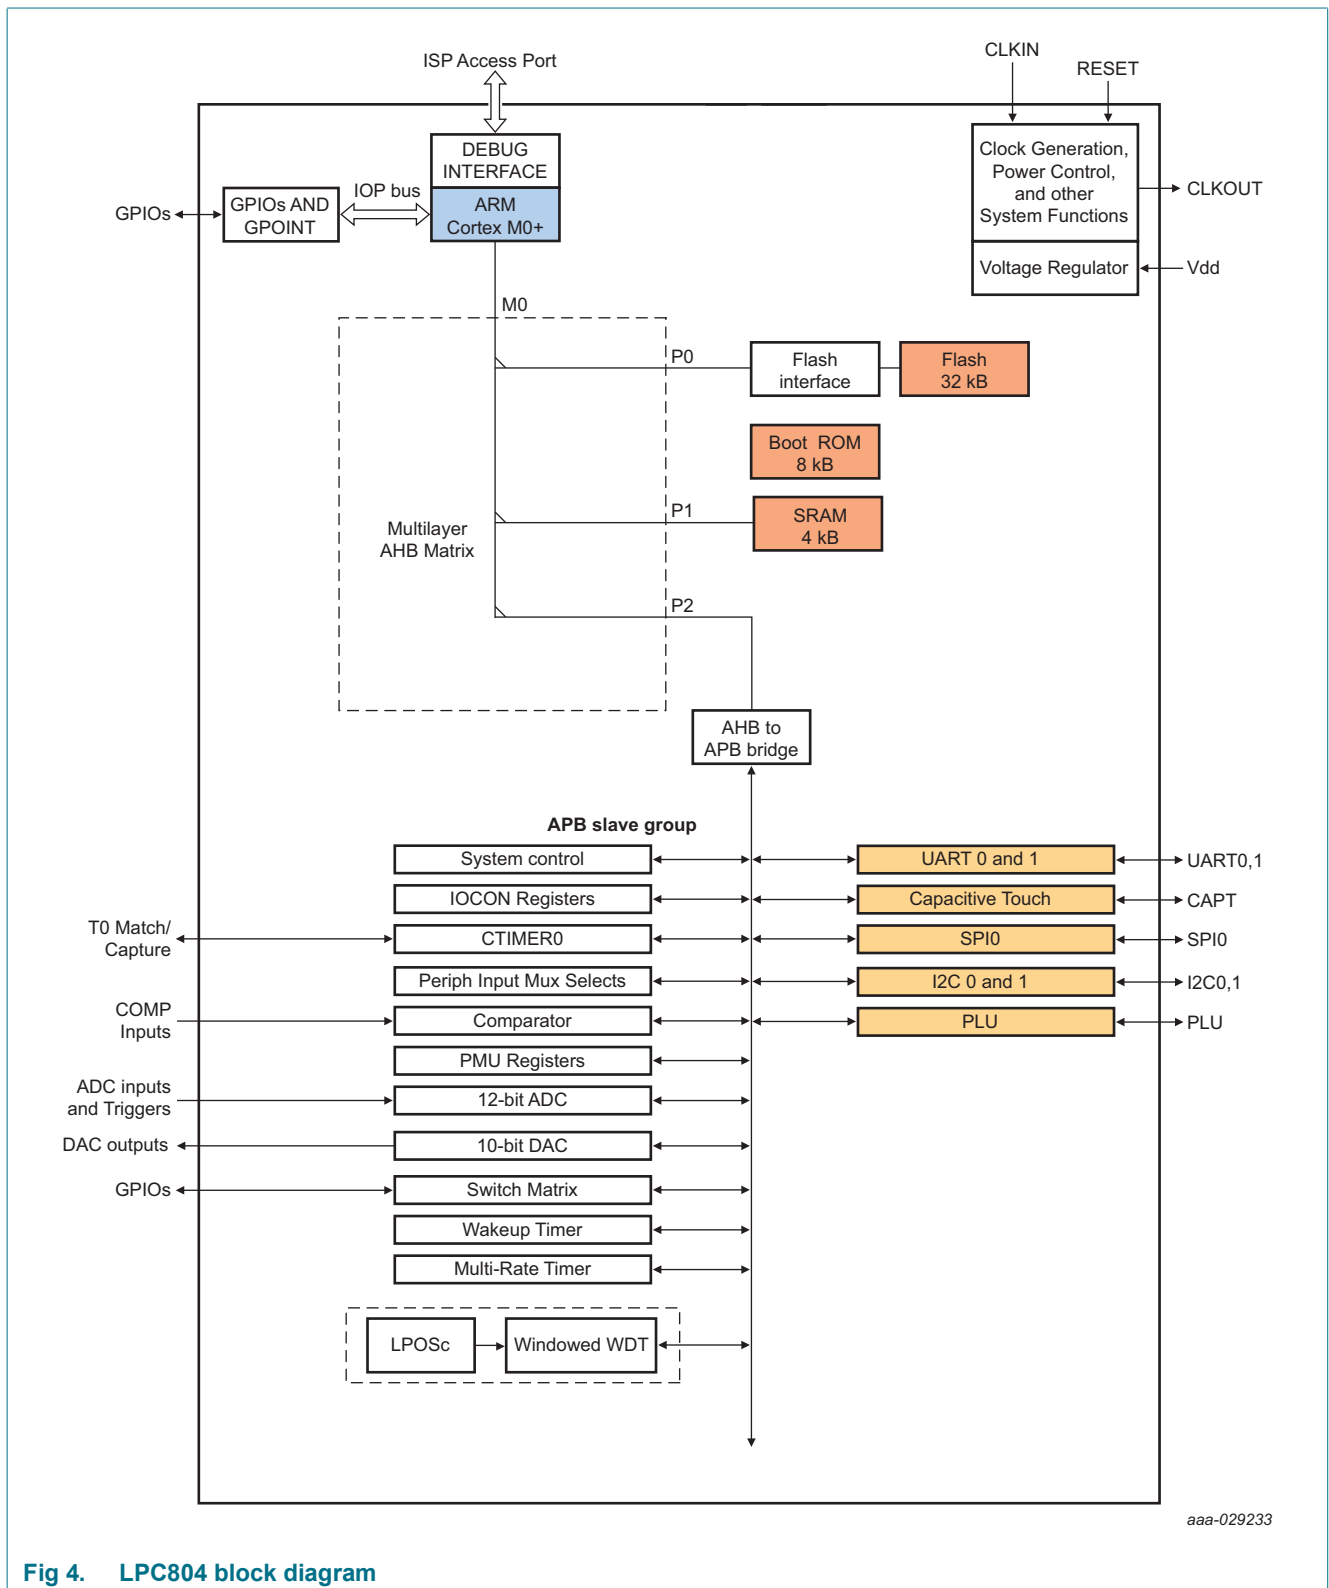 ISP Access Port
CLKIN
RESET
DEBUG
INTERFACE
ARM
Cortex M0+
IOP bus
GPIOs
GPIOs AND
GPOINT
Clock Generation,
Power Control,
and other
System Functions
CLKOUT
Voltage Regulator
Vdd
M0
P0
Flash
interface
Flash
32 kB
Boot ROM
8 kB
P1
SRAM
4 kB
Multilayer
AHB Matrix
P2
AHB to
APB bridge
APB slave group
System control
UART 0 and 1
UART0,1
IOCON Registers
Capacitive Touch
CAPT
T0 Match/
Capture
CTIMER0
SPI0
SPI0
Periph Input Mux Selects
I2C 0 and 1
I2C0,1
COMP
Inputs
Comparator
PLU
PLU
PMU Registers
ADC inputs
and Triggers
12-bit ADC
DAC outputs
10-bit DAC
GPIOs
Switch Matrix
Wakeup Timer
Multi-Rate Timer
LPOSc
Windowed WDT
aaa-029233
Fig 4. LPC804 block diagram